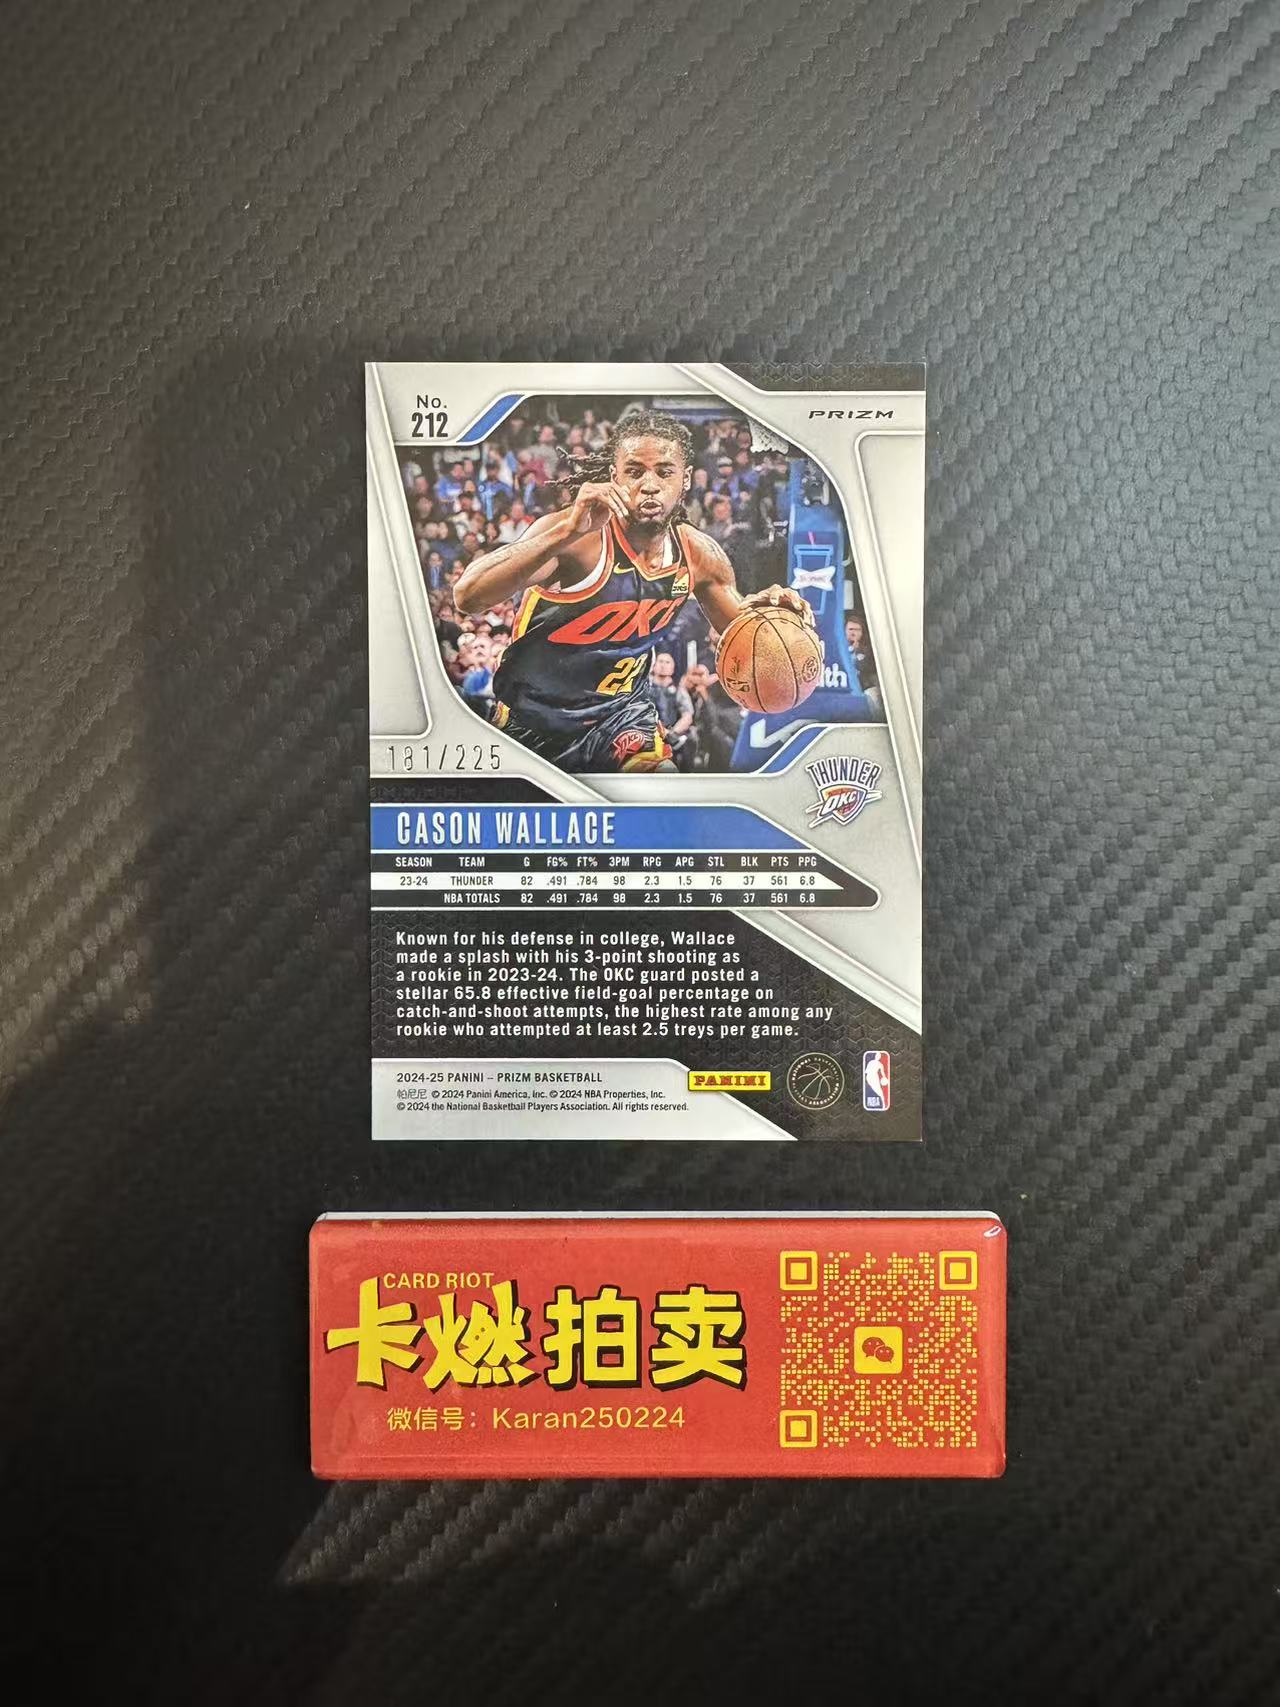 No.
212
PRIZM
OKC
22
181/225
THUNDER
OKC
CASON WALLACE
SEASON TEAM G FG% FT% 3PM RPG APG STL BLK PTS PPG
23-24 THUNDER 82 .491 .784 98 2.3 1.5 76 37 561 6.8
NBA TOTALS 82 .491 .784 98 2.3 1.5 76 37 561 6.8
Known for his defense in college, Wallace
made a splash with his 3-point shooting as
a rookie in 2023-24. The OKC guard posted a
stellar 65.8 effective field-goal percentage on
catch-and-shoot attempts, the highest rate among any
rookie who attempted at least 2.5 treys per game.
2024-25 PANINI – PRIZM BASKETBALL
帕尼尼 © 2024 Panini America, Inc. © 2024 NBA Properties, Inc.
© 2024 the National Basketball Players Association. All rights reserved.
PANINI
NBA
CARD RIOT
卡燃拍卖
微信号：Karan250224